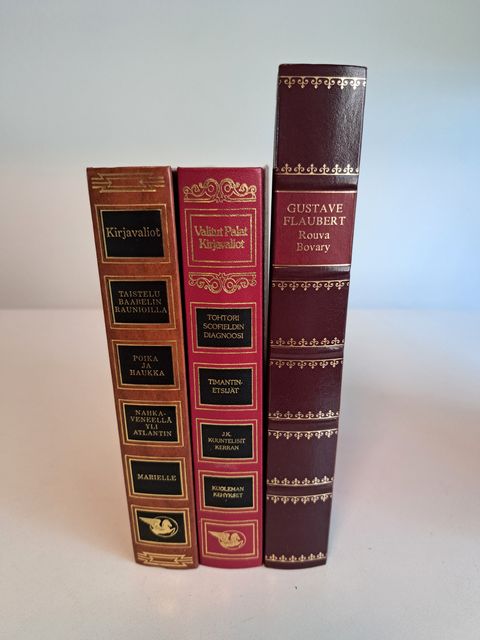 Kirjavaliot
TAISTELU
BAABELIN
RAUNIOILLA
POIKA
JA
HAUKKA
NAHKA-
VENEELLÄ
YLI
ATLANTIN
MARIELLE
Valitut Palat
Kirjavaliot
TOHTORI
SCOFIELDIN
DIAGNOOSI
TIMANTIN-
ETSIJÄT
J.K.
KUUNTELISIT
KERRAN
KUOLEMAN
KEHYKSET
GUSTAVE
FLAUBERT
Rouva
Bovary